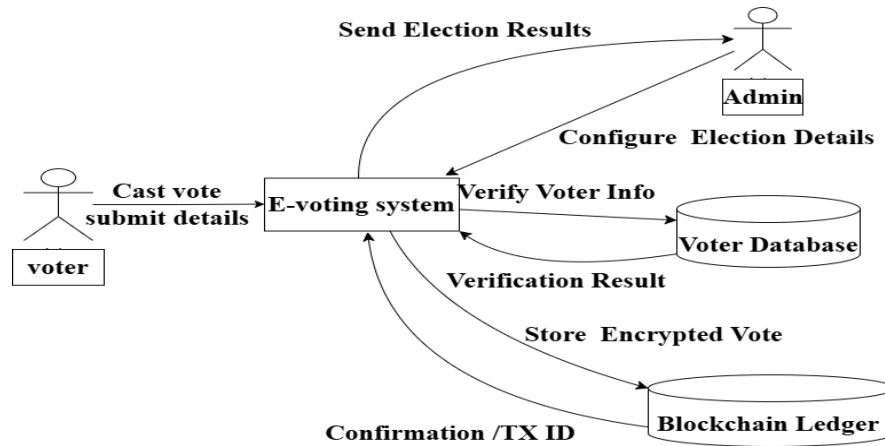 Send Election Results
Admin
Configure Election Details
Cast vote
submit details
E-voting system
Verify Voter Info
Voter Database
voter
Verification Result
Store Encrypted Vote
Blockchain Ledger
Confirmation /TX ID